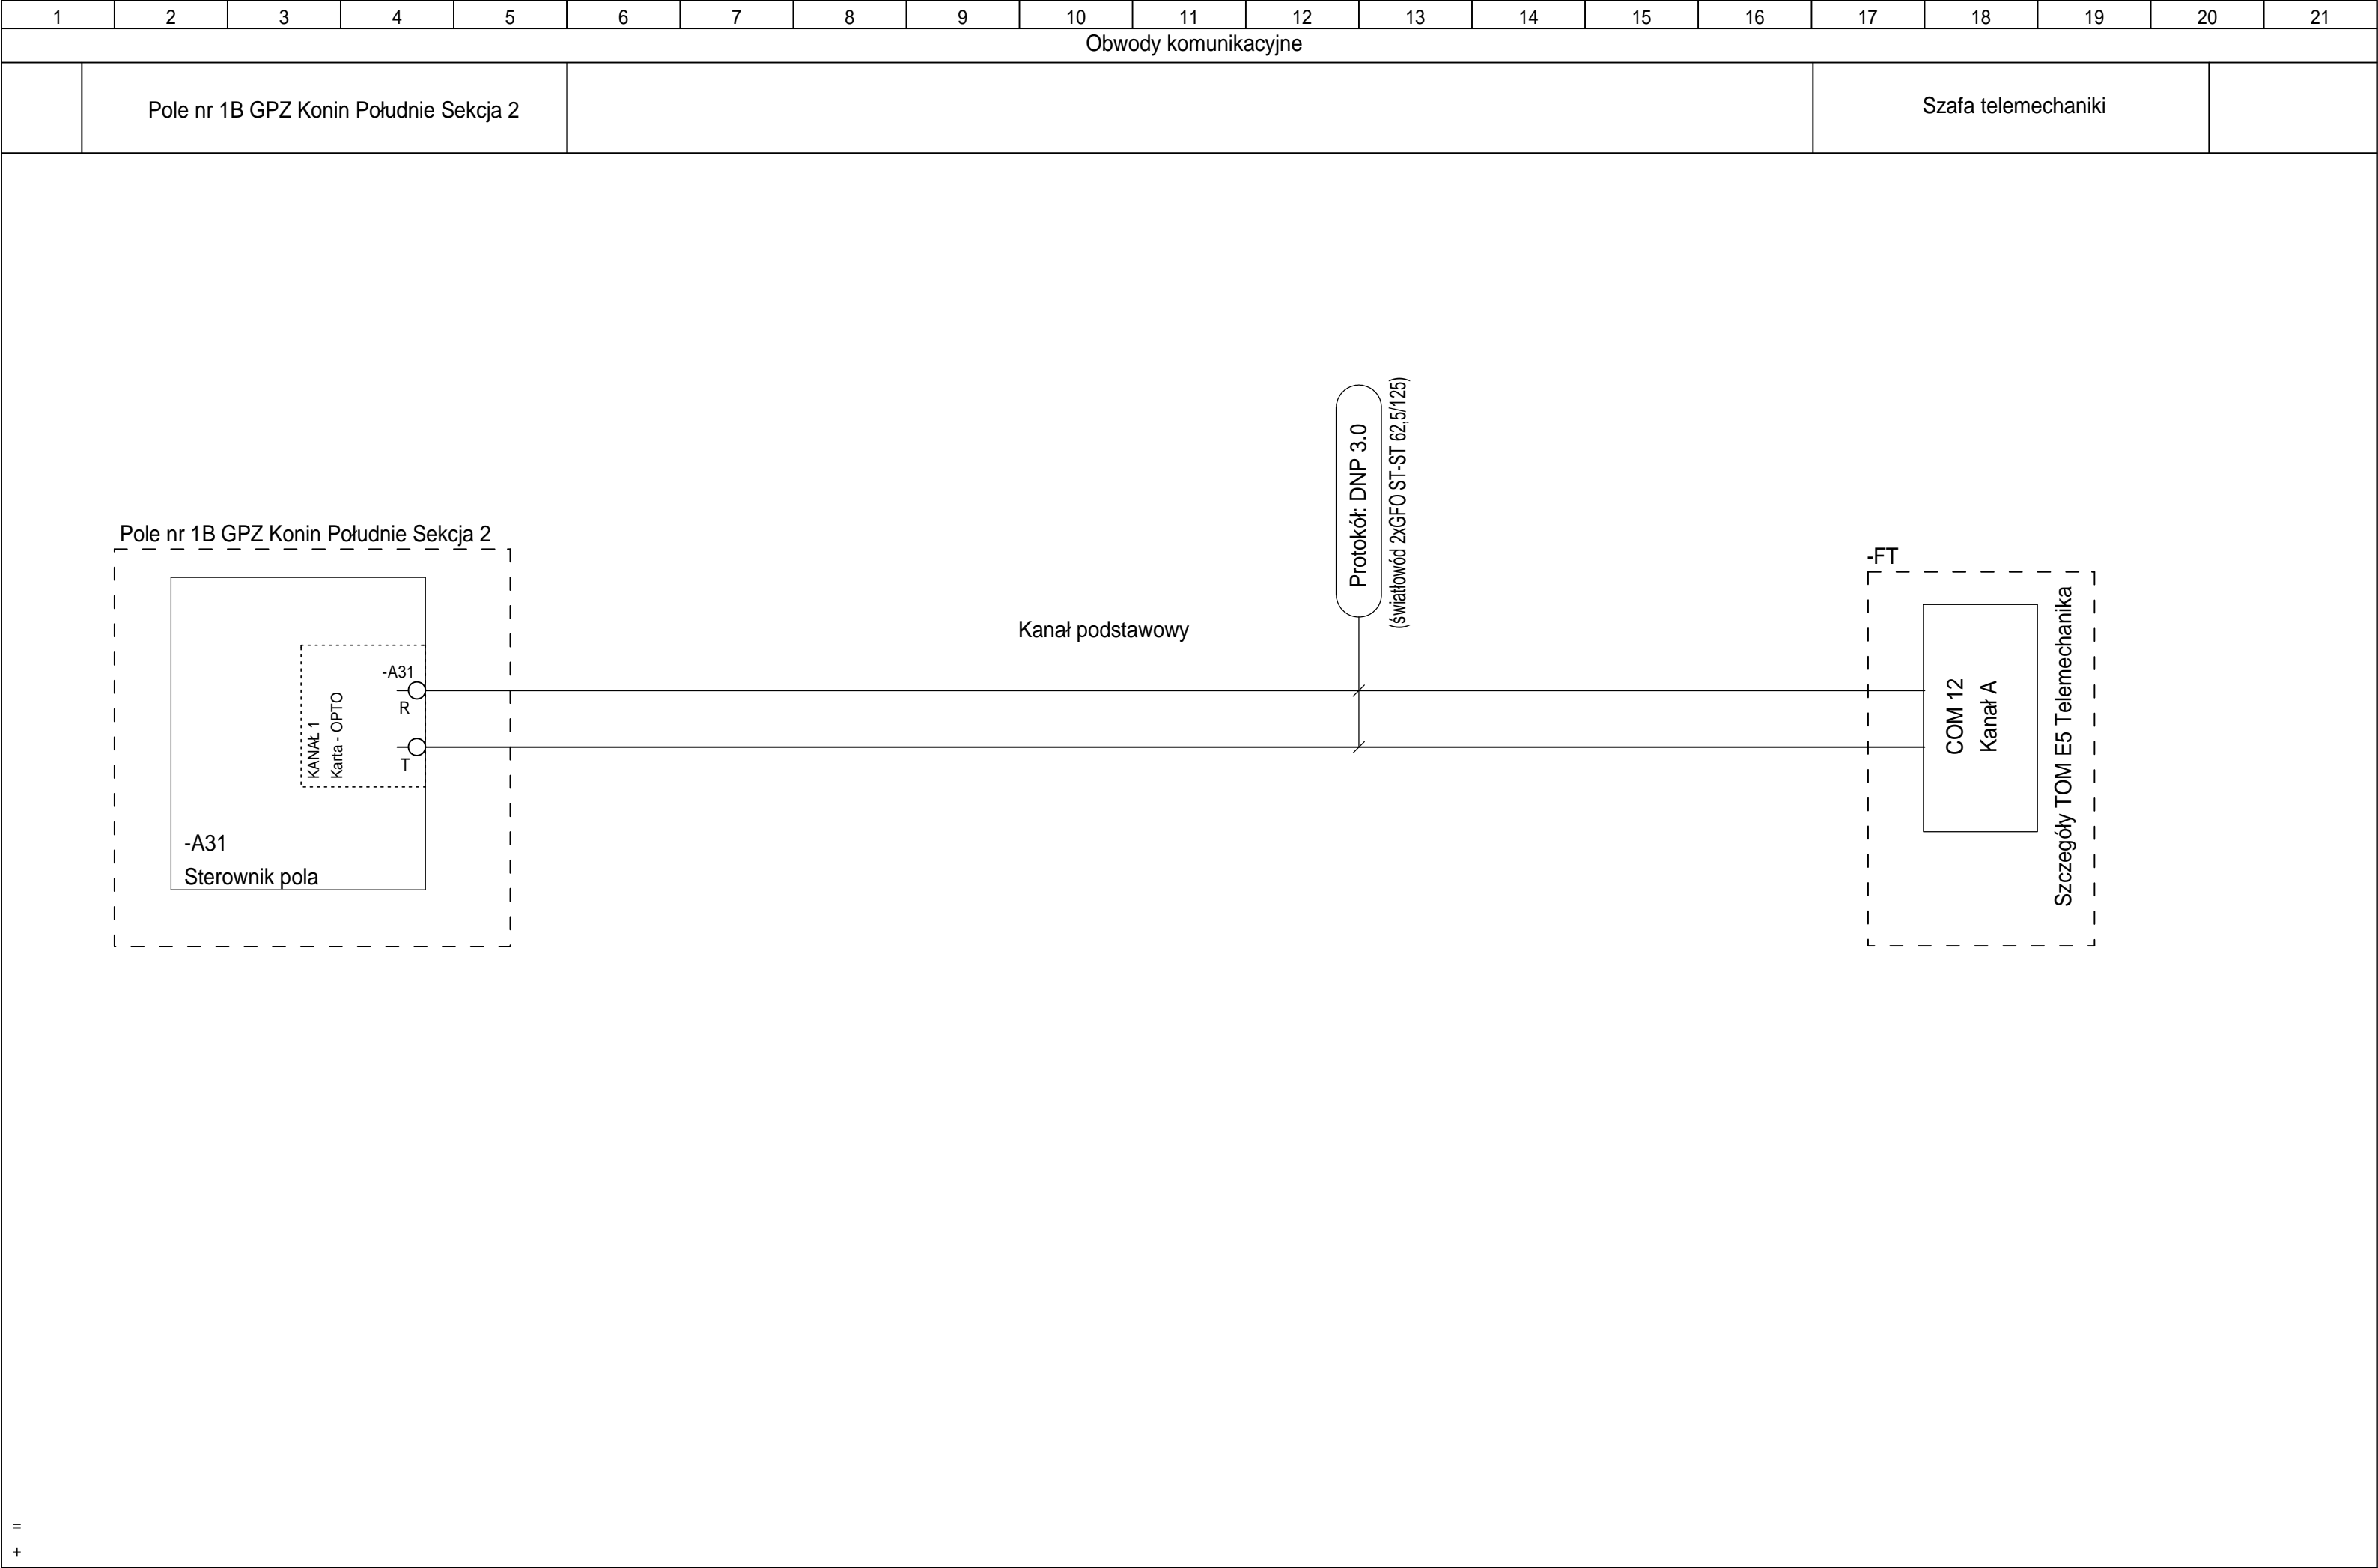 1 2 3 4 5 6 7 8 9 10 11 12 13 14 15 16 17 18 19 20 21
Obwody komunikacyjne
Pole nr 1B GPZ Konin Południe Sekcja 2
Szafa telemechaniki
Protokół: DNP 3.0
(światłowód 2xGFO ST-ST 62,5/125)
Pole nr 1B GPZ Konin Południe Sekcja 2
-FT
Kanał podstawowy
-A31
R
T
KANAŁ 1
Karta - OPTO
-A31
Sterownik pola
COM 12
Kanał A
Szczegóły TOM E5 Telemechanika
=
+